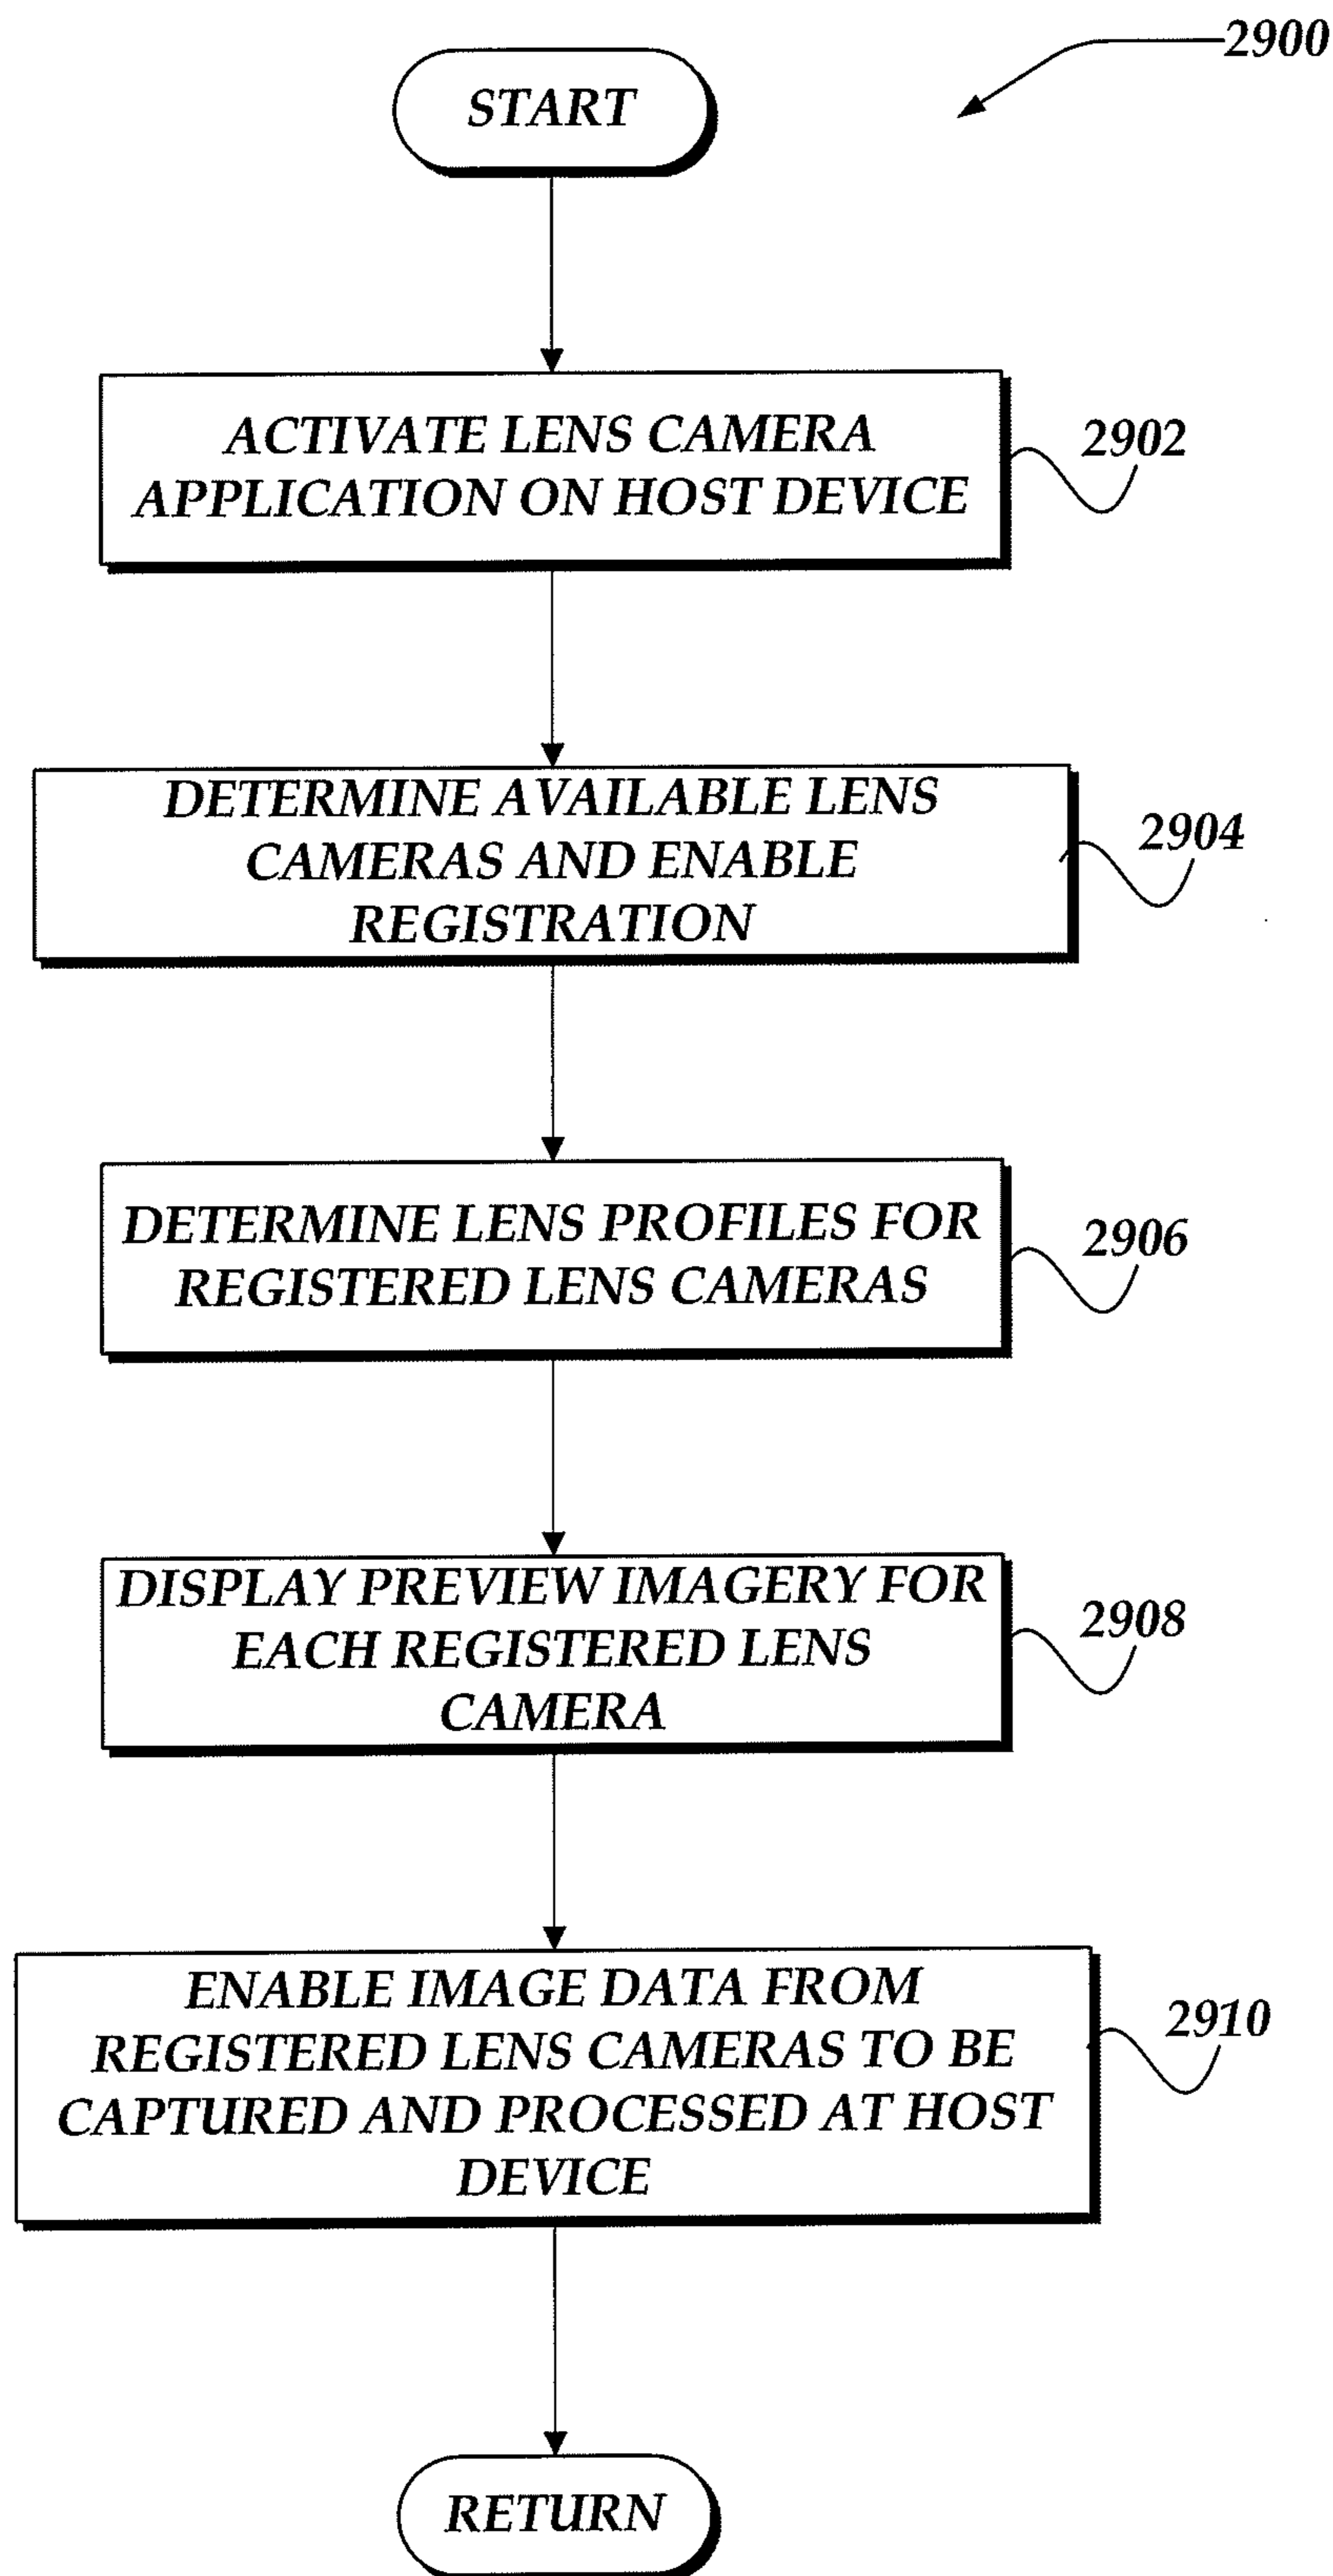 2900
START
ACTIVATE LENS CAMERA
APPLICATION ON HOST DEVICE
2902
DETERMINE AVAILABLE LENS
CAMERAS AND ENABLE
REGISTRATION
2904
DETERMINE LENS PROFILES FOR
REGISTERED LENS CAMERAS
2906
DISPLAY PREVIEW IMAGERY FOR
EACH REGISTERED LENS
CAMERA
2908
ENABLE IMAGE DATA FROM
REGISTERED LENS CAMERAS TO BE
CAPTURED AND PROCESSED AT HOST
DEVICE
2910
RETURN